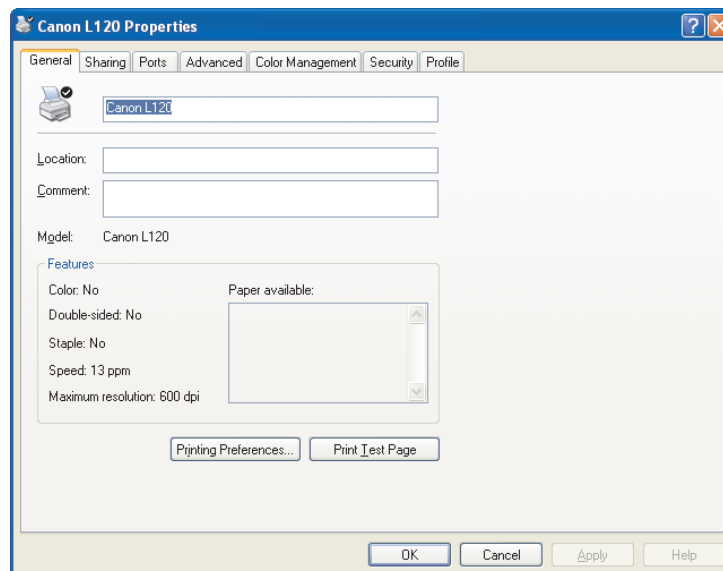 Canon L120 Properties
General Sharing Ports Advanced Color Management Security Profile
Canon L120
Location:
Comment:
Model: Canon L120
Features
Color: No Paper available:
Double-sided: No
Staple: No
Speed: 13 ppm
Maximum resolution: 600 dpi
Printing Preferences... Print Test Page
OK Cancel Apply Help